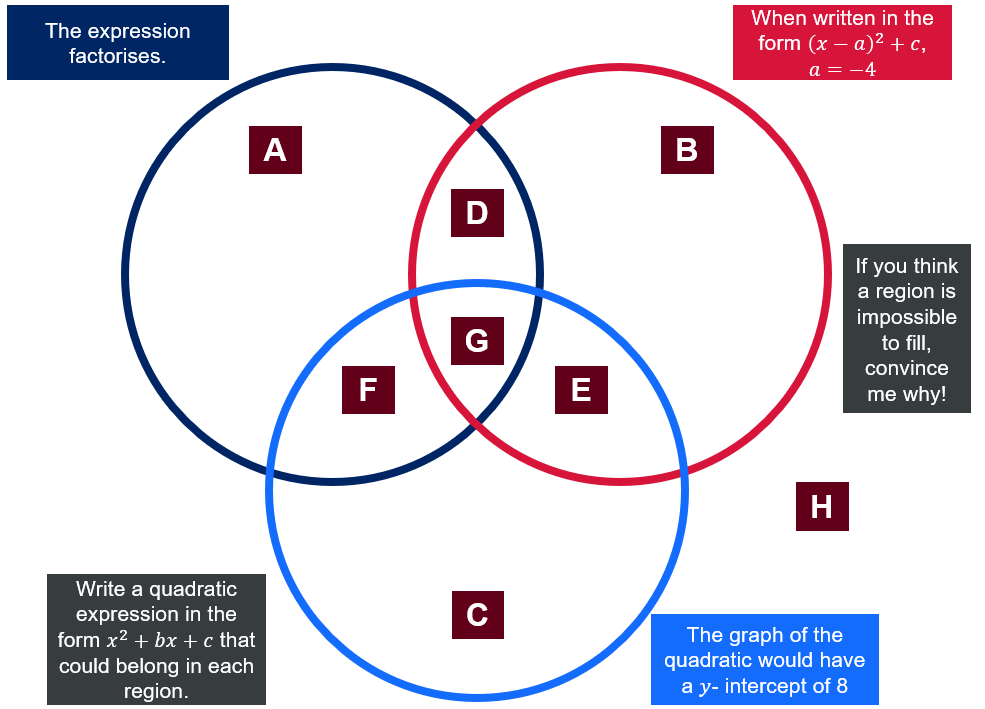 The expression
factorises.
When written in the
form (𝑥 − 𝑎)² + 𝑐,
𝑎 = −4
A
B
D
If you think
a region is
impossible
to fill,
convince
me why!
G
F
E
H
Write a quadratic
expression in the
form 𝑥² + 𝑏𝑥 + 𝑐 that
could belong in each
region.
C
The graph of the
quadratic would have
a 𝑦- intercept of 8